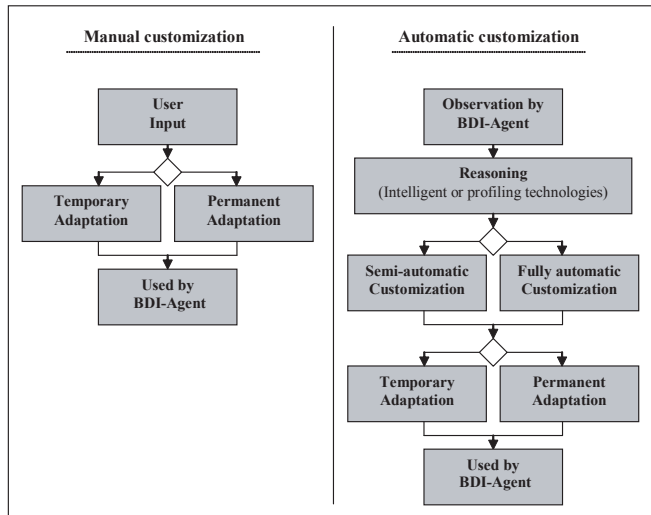 Manual customization
User
Input
Temporary
Adaptation
Permanent
Adaptation
Used by
BDI-Agent
Automatic customization
Observation by
BDI-Agent
Reasoning
(Intelligent or profiling technologies)
Semi-automatic
Customization
Fully automatic
Customization
Temporary
Adaptation
Permanent
Adaptation
Used by
BDI-Agent